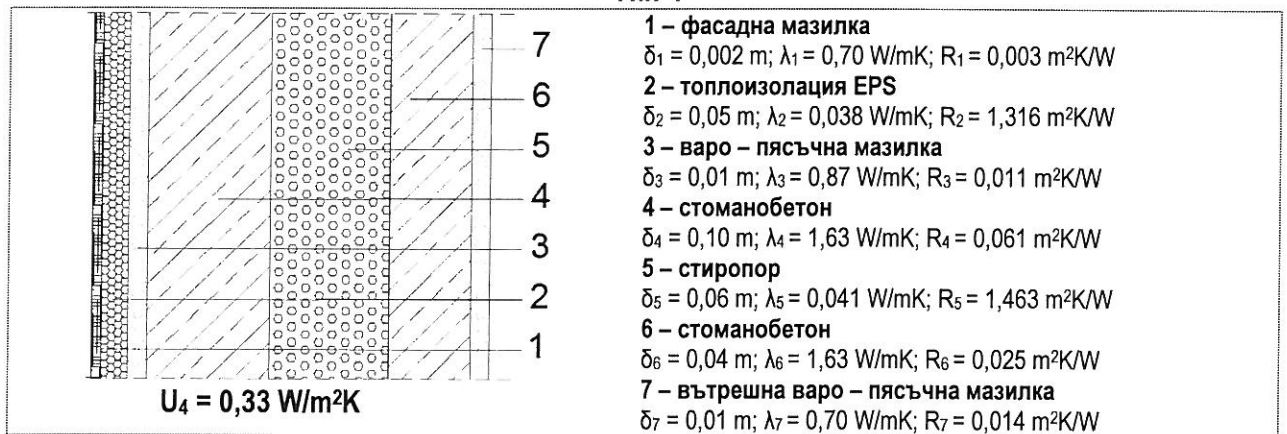 7
6
5
4
3
2
1
U₄ = 0,33 W/m²K
1 – фасадна мазилка
δ₁ = 0,002 m; λ₁ = 0,70 W/mK; R₁ = 0,003 m²K/W
2 – топлоизолация EPS
δ₂ = 0,05 m; λ₂ = 0,038 W/mK; R₂ = 1,316 m²K/W
3 – варо – пясъчна мазилка
δ₃ = 0,01 m; λ₃ = 0,87 W/mK; R₃ = 0,011 m²K/W
4 – стоманобетон
δ₄ = 0,10 m; λ₄ = 1,63 W/mK; R₄ = 0,061 m²K/W
5 – стиропор
δ₅ = 0,06 m; λ₅ = 0,041 W/mK; R₅ = 1,463 m²K/W
6 – стоманобетон
δ₆ = 0,04 m; λ₆ = 1,63 W/mK; R₆ = 0,025 m²K/W
7 – вътрешна варо – пясъчна мазилка
δ₇ = 0,01 m; λ₇ = 0,70 W/mK; R₇ = 0,014 m²K/W